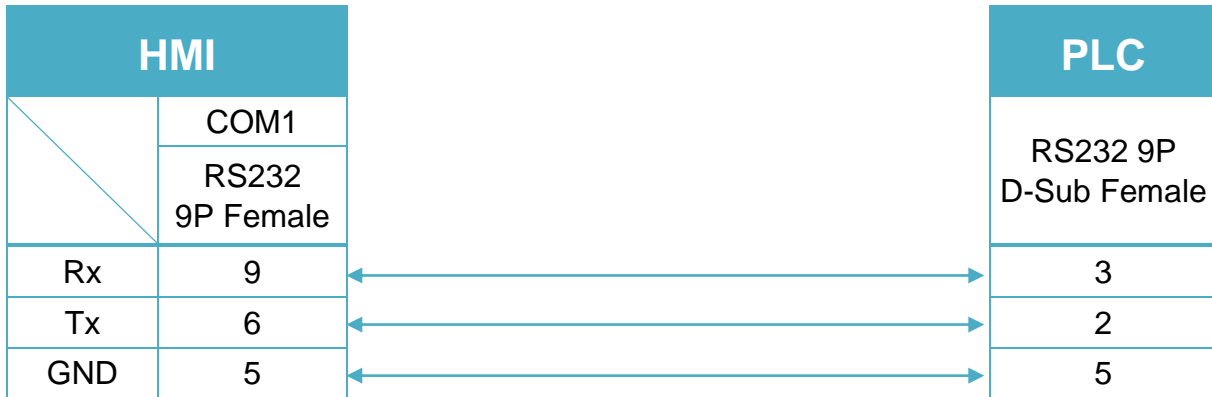 HMI
PLC
COM1
RS232
9P Female
RS232 9P
D-Sub Female
Rx 9 3
Tx 6 2
GND 5 5